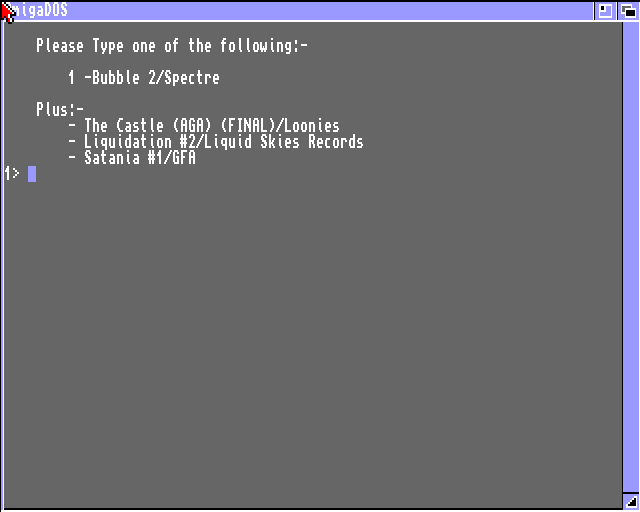 migaDOS
Please Type one of the following:-
1 -Bubble 2/Spectre
Plus:-
- The Castle (AGA) (FINAL)/Loonies
- Liquidation #2/Liquid Skies Records
- Satania #1/GFA
1>